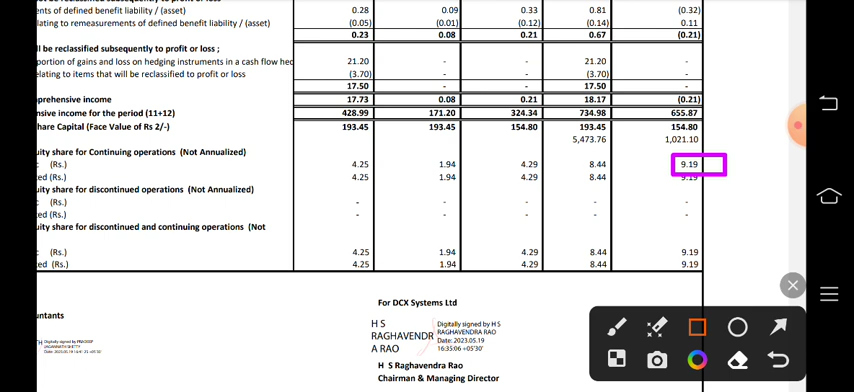 ents of defined benefit liability / (asset) 0.28 0.09 0.33 0.81 (0.32)
lating to remeasurements of defined benefit liability / (asset) (0.05) (0.01) (0.12) (0.14) 0.11
0.23 0.08 0.21 0.67 (0.21)
ll be reclassified subsequently to profit or loss ;
portion of gains and loss on hedging instruments in a cash flow hed 21.20 - - 21.20 -
elating to items that will be reclassified to profit or loss (3.70) - - (3.70) -
17.50 - - 17.50 -
prehensive income 17.73 0.08 0.21 18.17 (0.21)
nsive income for the period (11+12) 428.99 171.20 324.34 734.98 655.87
hare Capital (Face Value of Rs 2/-) 193.45 193.45 154.80 193.45 154.80
5,473.76 1,021.10
uity share for Continuing operations (Not Annualized)
(Rs.) 4.25 1.94 4.29 8.44 9.19
ed (Rs.) 4.25 1.94 4.29 8.44 9.19
uity share for discontinued operations (Not Annualized)
(Rs.) - - - - -
ed (Rs.) - - - - -
uity share for discontinued and continuing operations (Not
(Rs.) 4.25 1.94 4.29 8.44 9.19
ed (Rs.) 4.25 1.94 4.29 8.44 9.19
For DCX Systems Ltd
untants
H S
RAGHAVENDR
A RAO
Digitally signed by H S
RAGHAVENDRA RAO
Date: 2023.05.19
16:35:06 +05'30'
H S Raghavendra Rao
Chairman & Managing Director